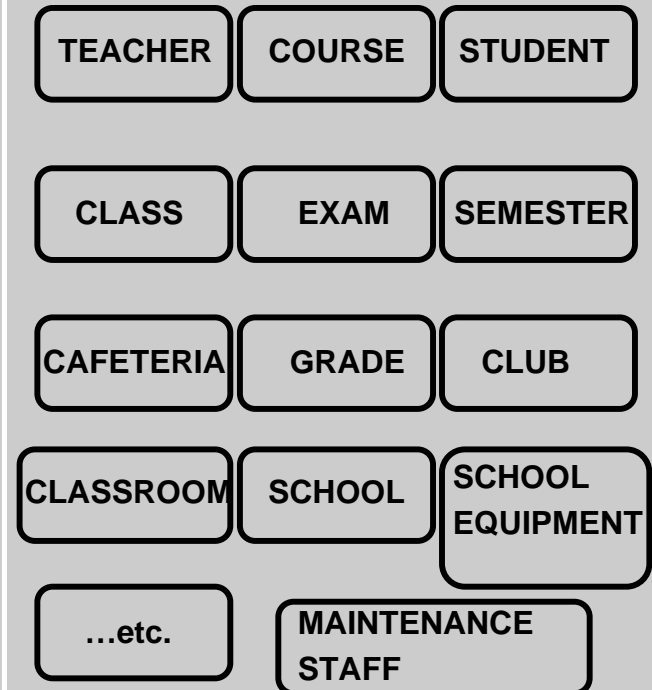 TEACHER COURSE STUDENT
CLASS EXAM SEMESTER
CAFETERIA GRADE CLUB
CLASSROOM SCHOOL SCHOOL
EQUIPMENT
…etc. MAINTENANCE
STAFF